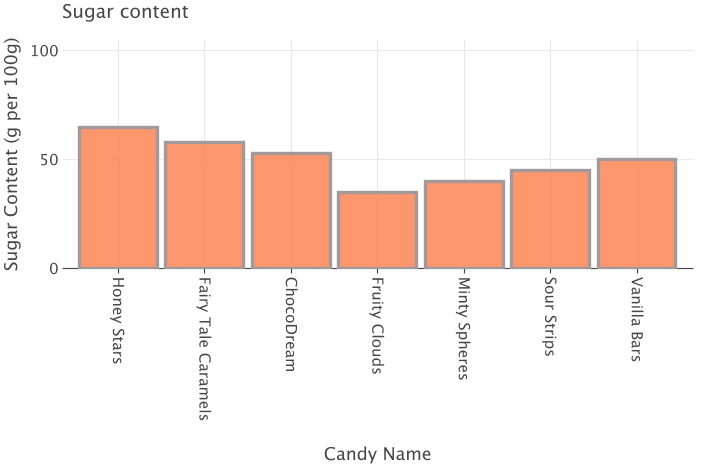 Sugar content
Sugar Content (g per 100g)
100
50
0
Honey Stars
Fairy Tale Caramels
ChocoDream
Fruity Clouds
Minty Spheres
Sour Strips
Vanilla Bars
Candy Name